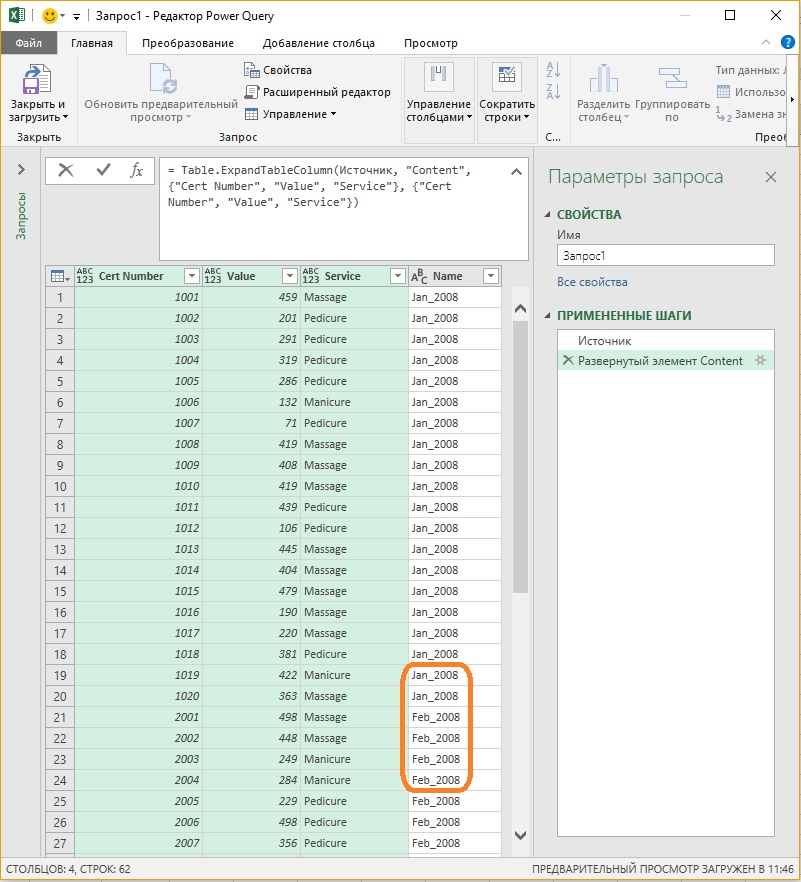 Запрос1 - Редактор Power Query
Файл Главная Преобразование Добавление столбца Просмотр
Закрыть и загрузить
Обновить предварительный просмотр
Свойства
Расширенный редактор
Управление
Управление столбцами
Сократить строки
Разделить столбец
Группировать по
Тип данных:
Использо
Замена зн
Закрыть Запрос С... Преоб
Запросы
= Table.ExpandTableColumn(Источник, "Content",
{"Cert Number", "Value", "Service"}, {"Cert
Number", "Value", "Service"})
ABC 123 Cert Number ABC 123 Value ABC 123 Service ABC Name
1 1001 459 Massage Jan_2008
2 1002 201 Pedicure Jan_2008
3 1003 291 Pedicure Jan_2008
4 1004 319 Pedicure Jan_2008
5 1005 286 Pedicure Jan_2008
6 1006 132 Manicure Jan_2008
7 1007 71 Pedicure Jan_2008
8 1008 419 Massage Jan_2008
9 1009 408 Massage Jan_2008
10 1010 419 Massage Jan_2008
11 1011 439 Pedicure Jan_2008
12 1012 106 Pedicure Jan_2008
13 1013 445 Massage Jan_2008
14 1014 404 Massage Jan_2008
15 1015 479 Massage Jan_2008
16 1016 190 Massage Jan_2008
17 1017 220 Massage Jan_2008
18 1018 381 Pedicure Jan_2008
19 1019 422 Manicure Jan_2008
20 1020 363 Massage Jan_2008
21 2001 498 Massage Feb_2008
22 2002 448 Massage Feb_2008
23 2003 249 Manicure Feb_2008
24 2004 284 Manicure Feb_2008
25 2005 229 Pedicure Feb_2008
26 2006 498 Pedicure Feb_2008
27 2007 356 Pedicure Feb_2008
Параметры запроса
СВОЙСТВА
Имя
Запрос1
Все свойства
ПРИМЕНЕННЫЕ ШАГИ
Источник
Развернутый элемент Content
СТОЛБЦОВ: 4, СТРОК: 62
ПРЕДВАРИТЕЛЬНЫЙ ПРОСМОТР ЗАГРУЖЕН В 11:46